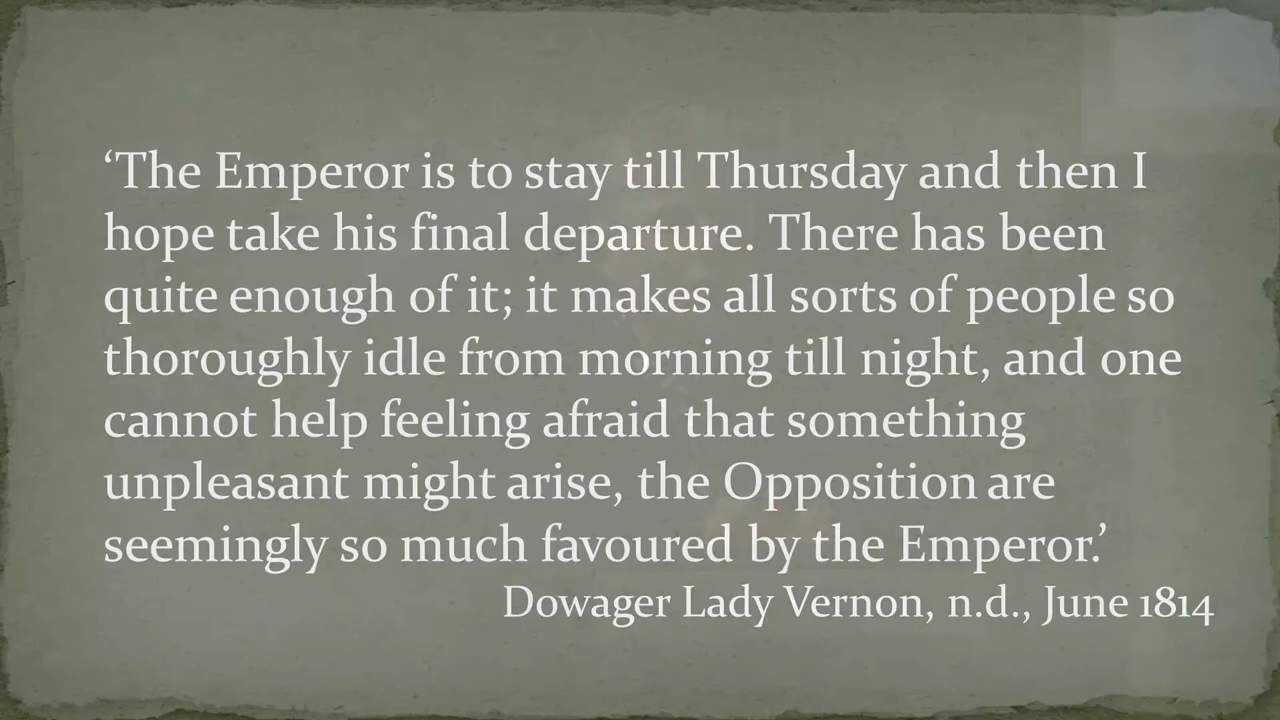 ‘The Emperor is to stay till Thursday and then I
hope take his final departure. There has been
quite enough of it; it makes all sorts of people so
thoroughly idle from morning till night, and one
cannot help feeling afraid that something
unpleasant might arise, the Opposition are
seemingly so much favoured by the Emperor.’
Dowager Lady Vernon, n.d., June 1814